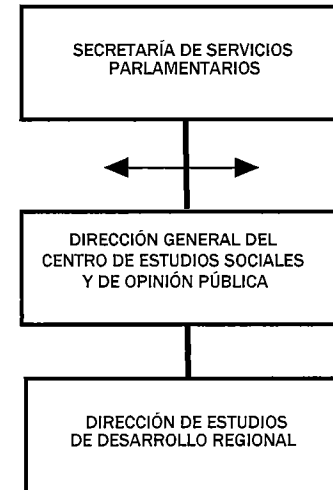 SECRETARÍA DE SERVICIOS
PARLAMENTARIOS
DIRECCIÓN GENERAL DEL
CENTRO DE ESTUDIOS SOCIALES
Y DE OPINIÓN PÚBLICA
DIRECCIÓN DE ESTUDIOS
DE DESARROLLO REGIONAL